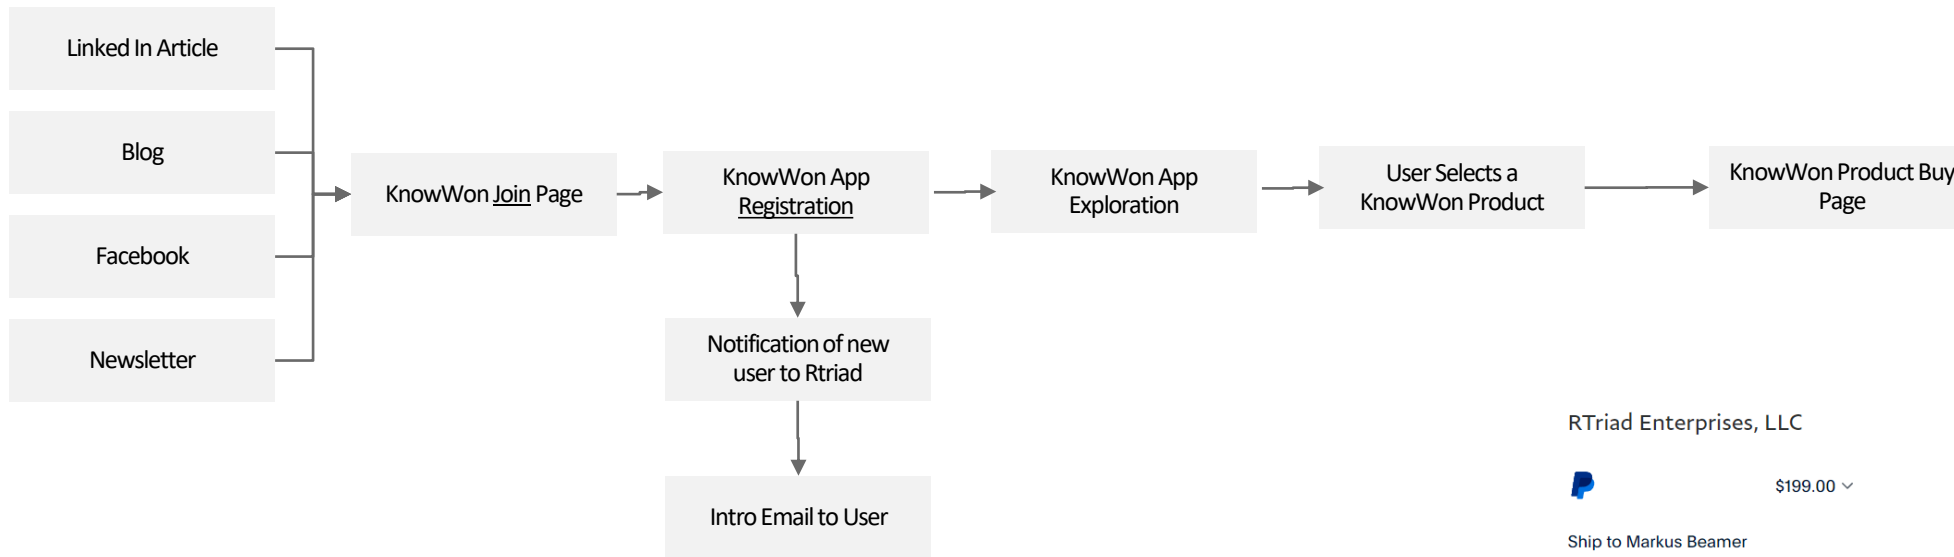 Linked In Article
Blog
Facebook
Newsletter
KnowWon Join Page
KnowWon App
Registration
KnowWon App
Exploration
User Selects a
KnowWon Product
KnowWon Product Buy
Page
Notification of new
user to Rtriad
Intro Email to User
RTriad Enterprises, LLC
$199.00
Ship to Markus Beamer